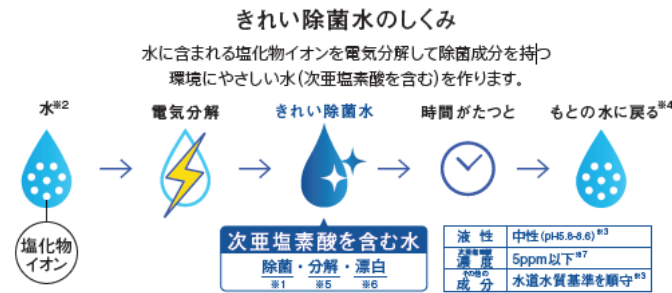 きれい除菌水のしくみ
水に含まれる塩化物イオンを電気分解して除菌成分を持つ
環境にやさしい水(次亜塩素酸を含む)を作ります。
水※2
電気分解
きれい除菌水
時間がたつと
もとの水に戻る※4
塩化物
イオン
次亜塩素酸を含む水
除菌・分解・漂白
※1 ※5 ※6
液性 中性(pH5.8-8.6)※3
濃度 5ppm以下※7
その他の
成分 水道水質基準を順守※3